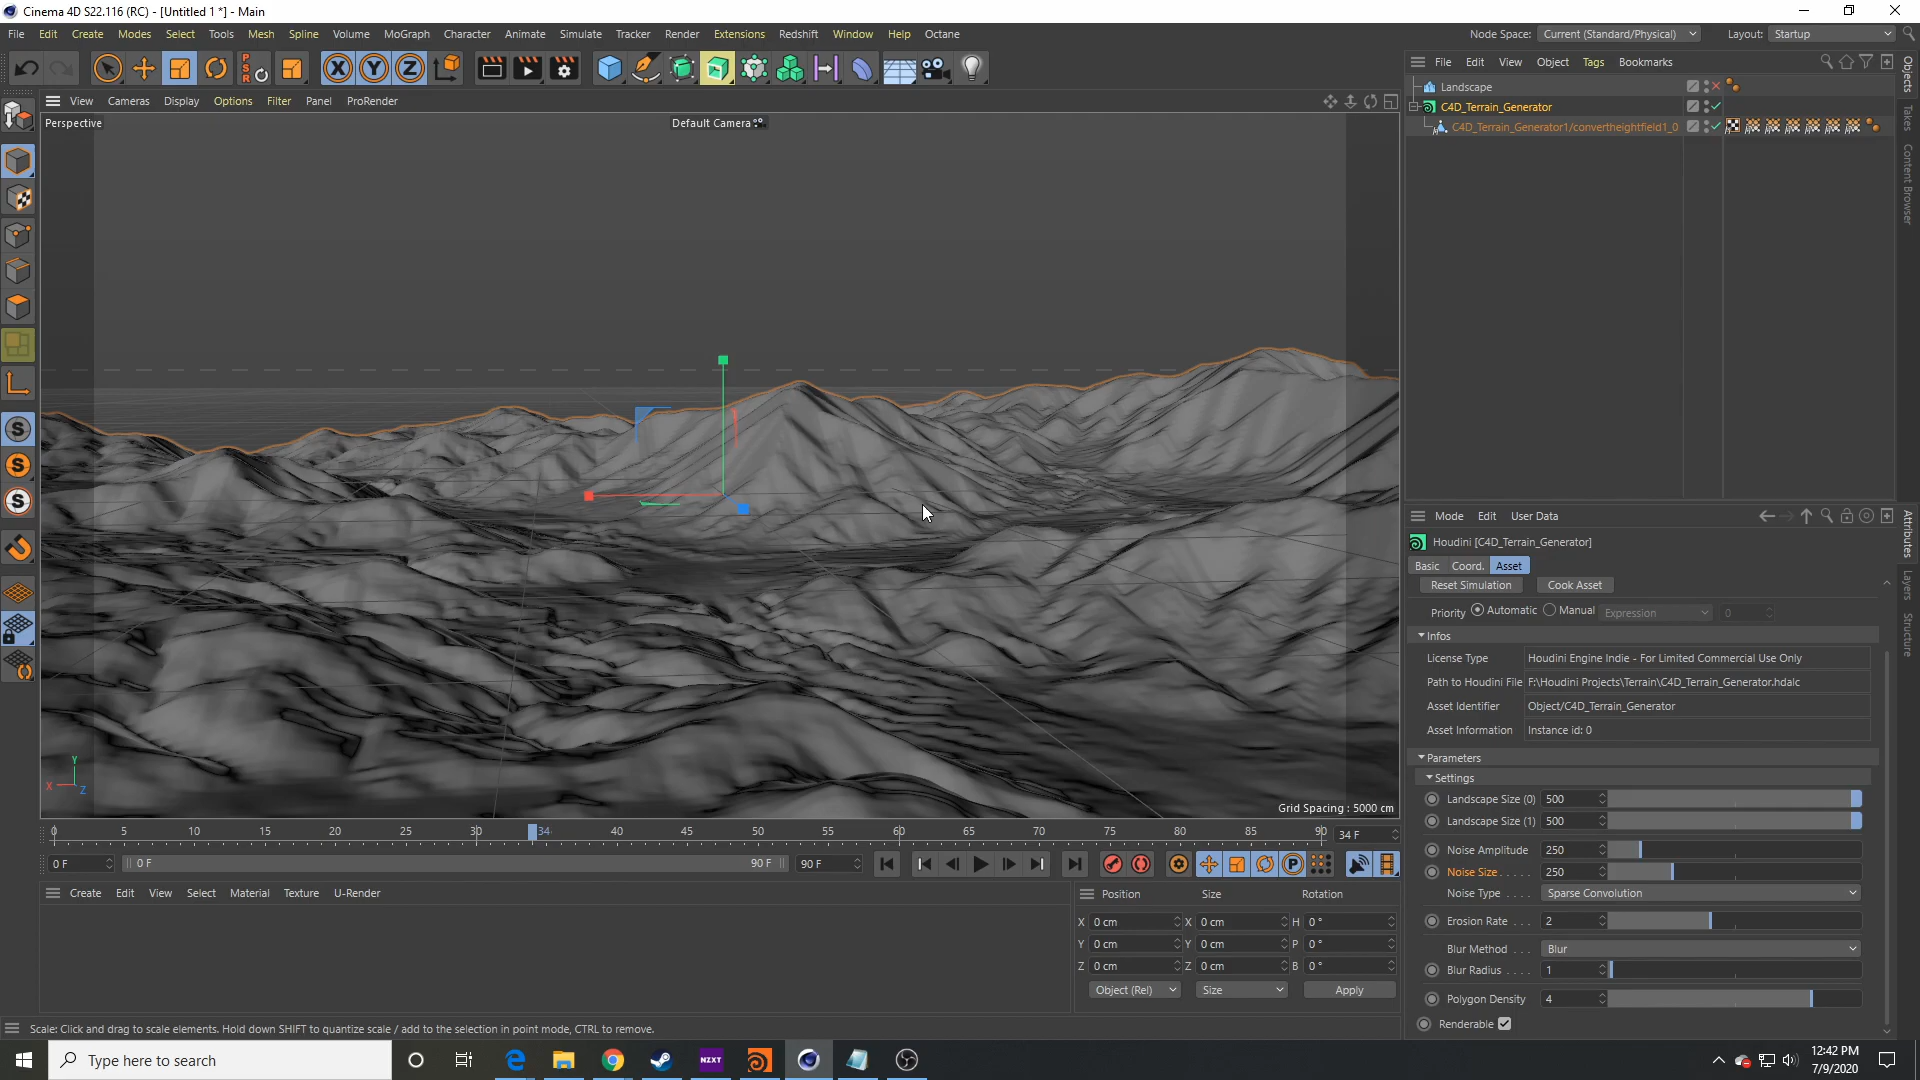 Cinema 4D S22.116 (RC) - [Untitled 1 *] - Main
File Edit Create Modes Select Tools Mesh Spline Volume MoGraph Character Animate Simulate Tracker Render Extensions Redshift Window Help Octane
Node Space: Current (Standard/Physical) Layout: Startup
PSR X Y Z
File Edit View Object Tags Bookmarks
View Cameras Display Options Filter Panel ProRender
Perspective
Default Camera
Landscape
C4D_Terrain_Generator
C4D_Terrain_Generator1/convertheightfield1_0
Objects
Takes
Content Browser
S
S
S
Mode Edit User Data
Houdini [C4D_Terrain_Generator]
Basic Coord. Asset
Reset Simulation Cook Asset
Priority Automatic Manual Expression 0
Infos
License Type Houdini Engine Indie - For Limited Commercial Use Only
Path to Houdini File F:\Houdini Projects\Terrain\C4D_Terrain_Generator.hdalc
Asset Identifier Object/C4D_Terrain_Generator
Asset Information Instance id: 0
Parameters
Settings
Landscape Size (0) 500
Landscape Size (1) 500
Noise Amplitude 250
Noise Size . . . . . 250
Noise Type . . . . Sparse Convolution
Erosion Rate . . . 2
Blur Method . . . . Blur
Blur Radius . . . . 1
Polygon Density 4
Renderable
Attributes
Layers
Structure
Y
X
Z
Grid Spacing : 5000 cm
0 5 10 15 20 25 30 34 40 45 50 55 60 65 70 75 80 85 90 34 F
0 F 0 F 90 F 90 F
P
Create Edit View Select Material Texture U-Render
Position Size Rotation
X 0 cm X 0 cm H 0 °
Y 0 cm Y 0 cm P 0 °
Z 0 cm Z 0 cm B 0 °
Object (Rel) Size Apply
Scale: Click and drag to scale elements. Hold down SHIFT to quantize scale / add to the selection in point mode, CTRL to remove.
Type here to search
NZXT
12:42 PM
7/9/2020